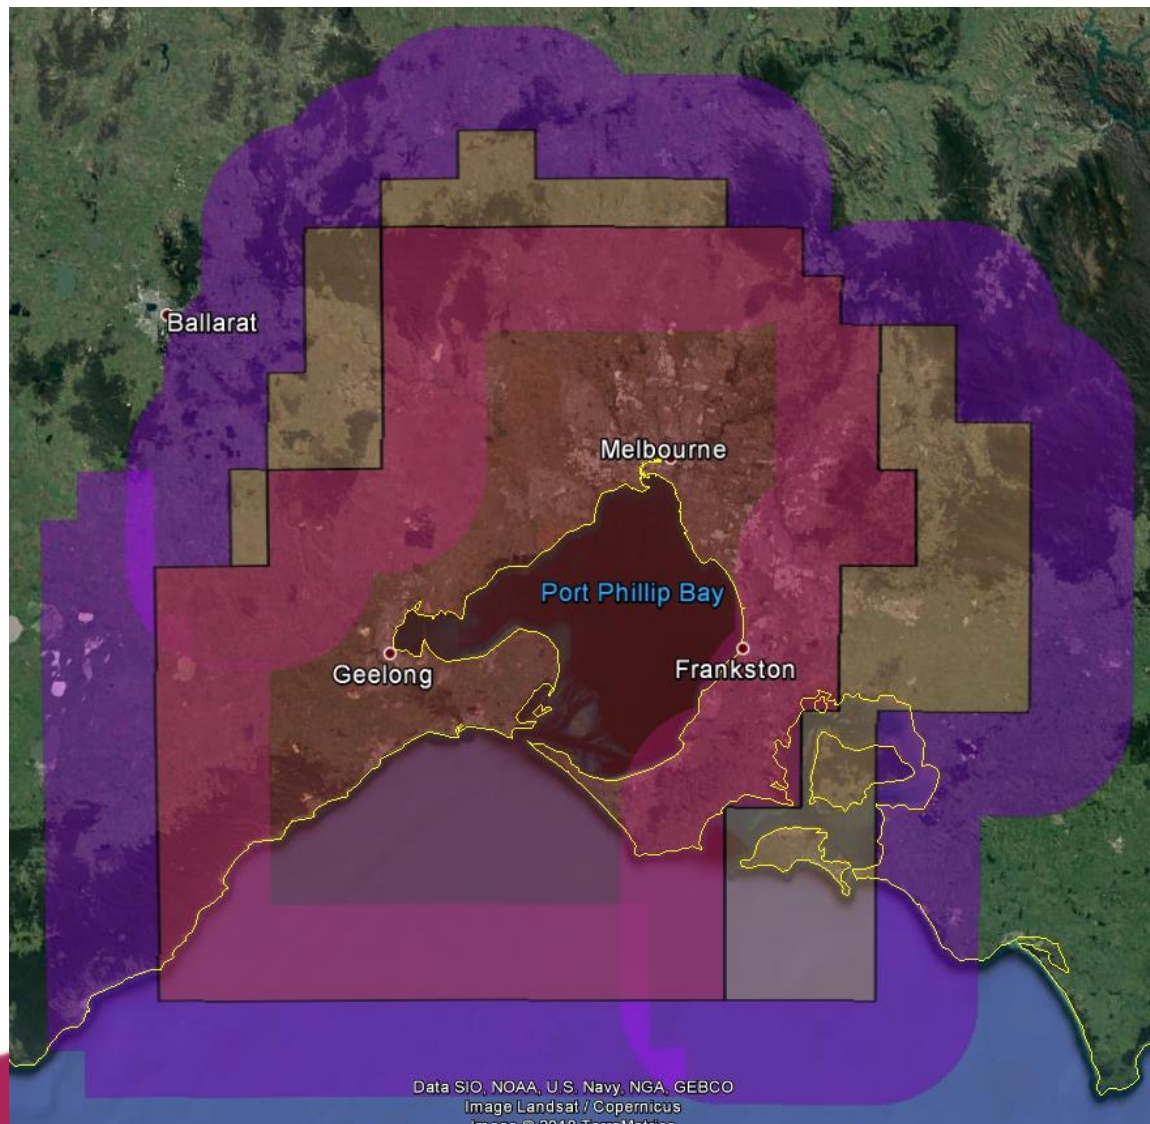 Ballarat
Melbourne
Port Phillip Bay
Geelong
Frankston
Data SIO, NOAA, U.S. Navy, NGA, GEBCO
Image Landsat / Copernicus